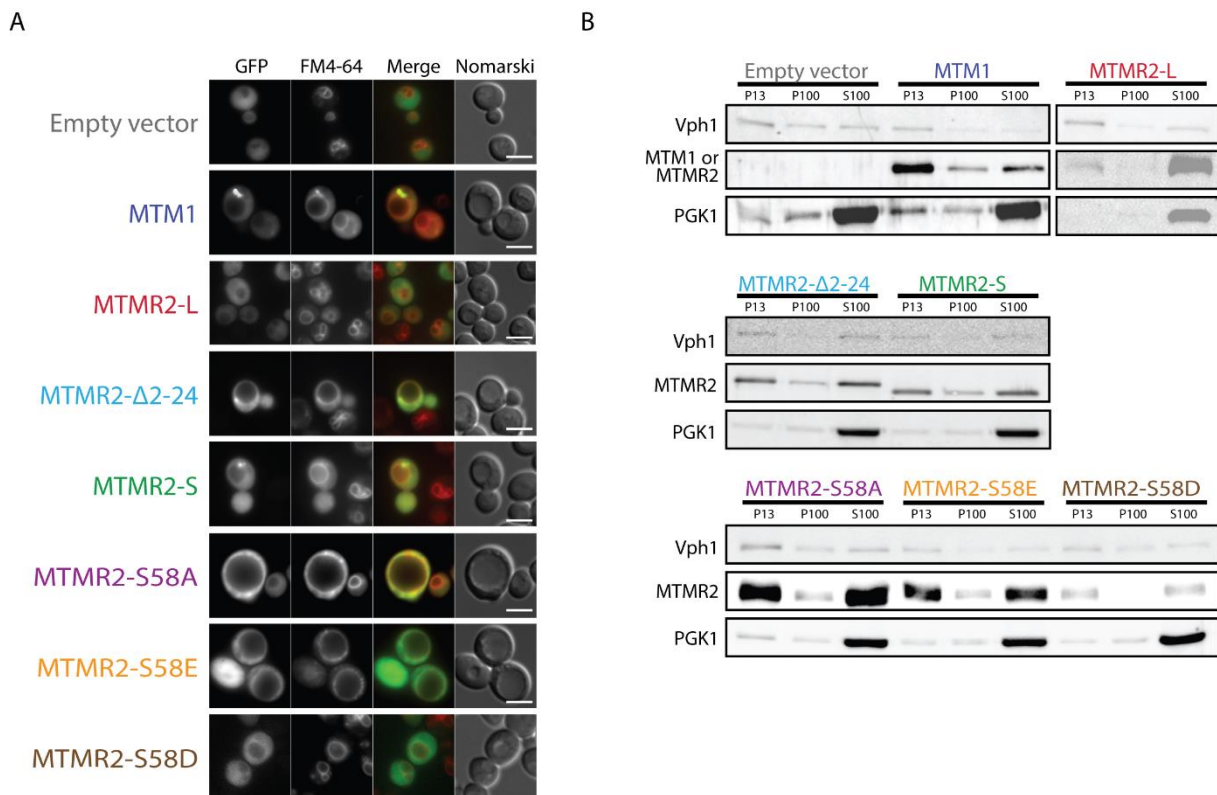 A
GFP FM4-64 Merge Nomarski
Empty vector
MTM1
MTMR2-L
MTMR2-Δ2-24
MTMR2-S
MTMR2-S58A
MTMR2-S58E
MTMR2-S58D
B
Empty vector MTM1 MTMR2-L
P13 P100 S100 P13 P100 S100 P13 P100 S100
Vph1
MTM1 or
MTMR2
PGK1
MTMR2-Δ2-24 MTMR2-S
P13 P100 S100 P13 P100 S100
Vph1
MTMR2
PGK1
MTMR2-S58A MTMR2-S58E MTMR2-S58D
P13 P100 S100 P13 P100 S100 P13 P100 S100
Vph1
MTMR2
PGK1